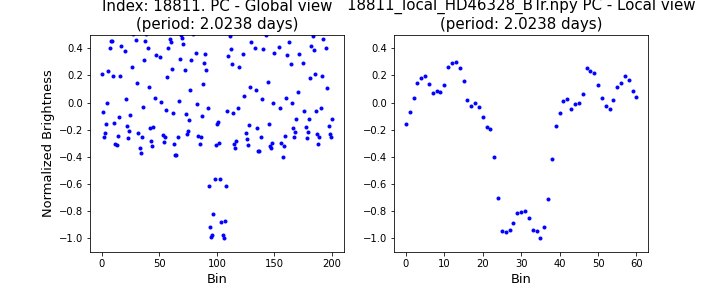 Index: 18811. PC - Global view
(period: 2.0238 days)
18811_local_HD46328_BTr.npy PC - Local view
(period: 2.0238 days)
Normalized Brightness
0.4
0.2
0.0
−0.2
−0.4
−0.6
−0.8
−1.0
0 50 100 150 200
Bin
0.4
0.2
0.0
−0.2
−0.4
−0.6
−0.8
−1.0
0 10 20 30 40 50 60
Bin